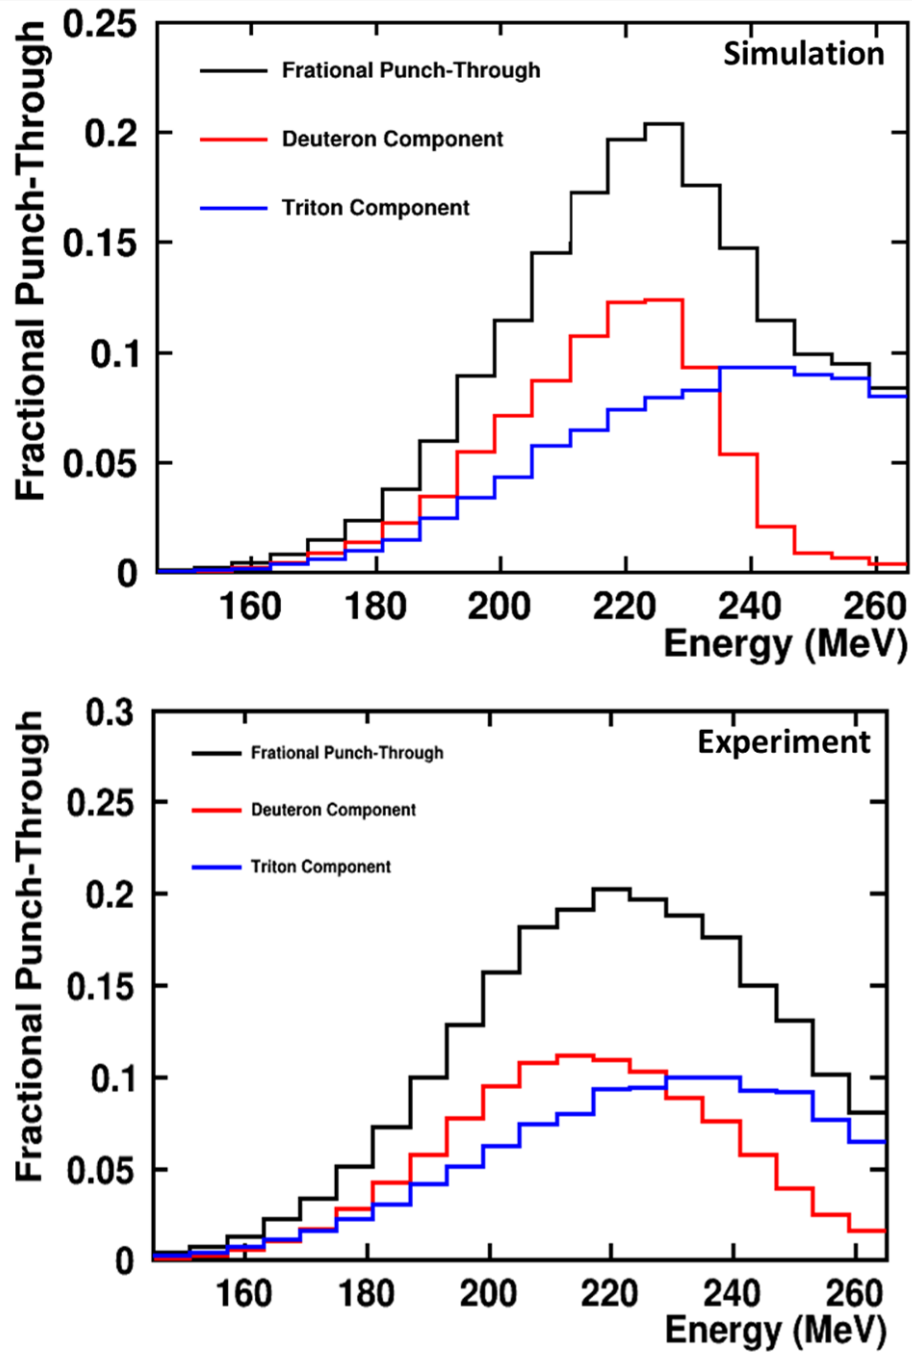 Simulation
Frational Punch-Through
Deuteron Component
Triton Component
Fractional Punch-Through
0.25
0.2
0.15
0.1
0.05
0
160 180 200 220 240 260
Energy (MeV)
Experiment
Frational Punch-Through
Deuteron Component
Triton Component
Fractional Punch-Through
0.3
0.25
0.2
0.15
0.1
0.05
0
160 180 200 220 240 260
Energy (MeV)